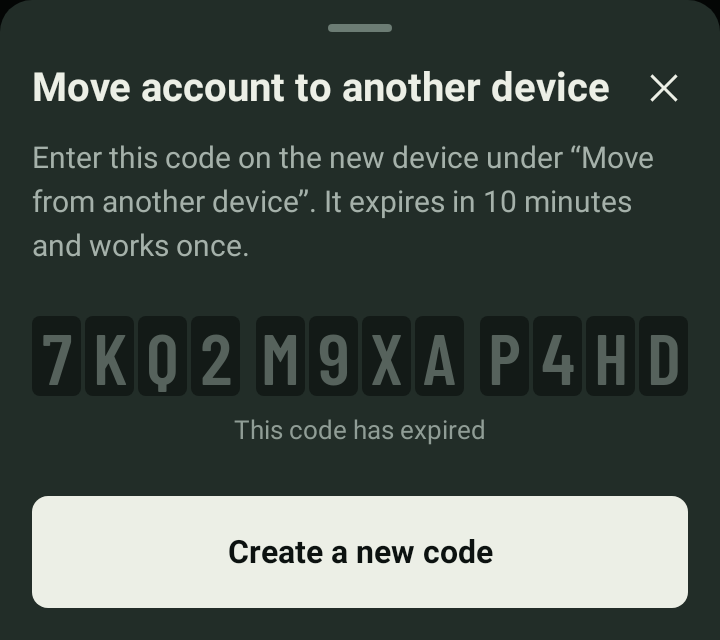 Move account to another device
Enter this code on the new device under “Move
from another device”. It expires in 10 minutes
and works once.
7KQ2 M9XA P4HD
This code has expired
Create a new code